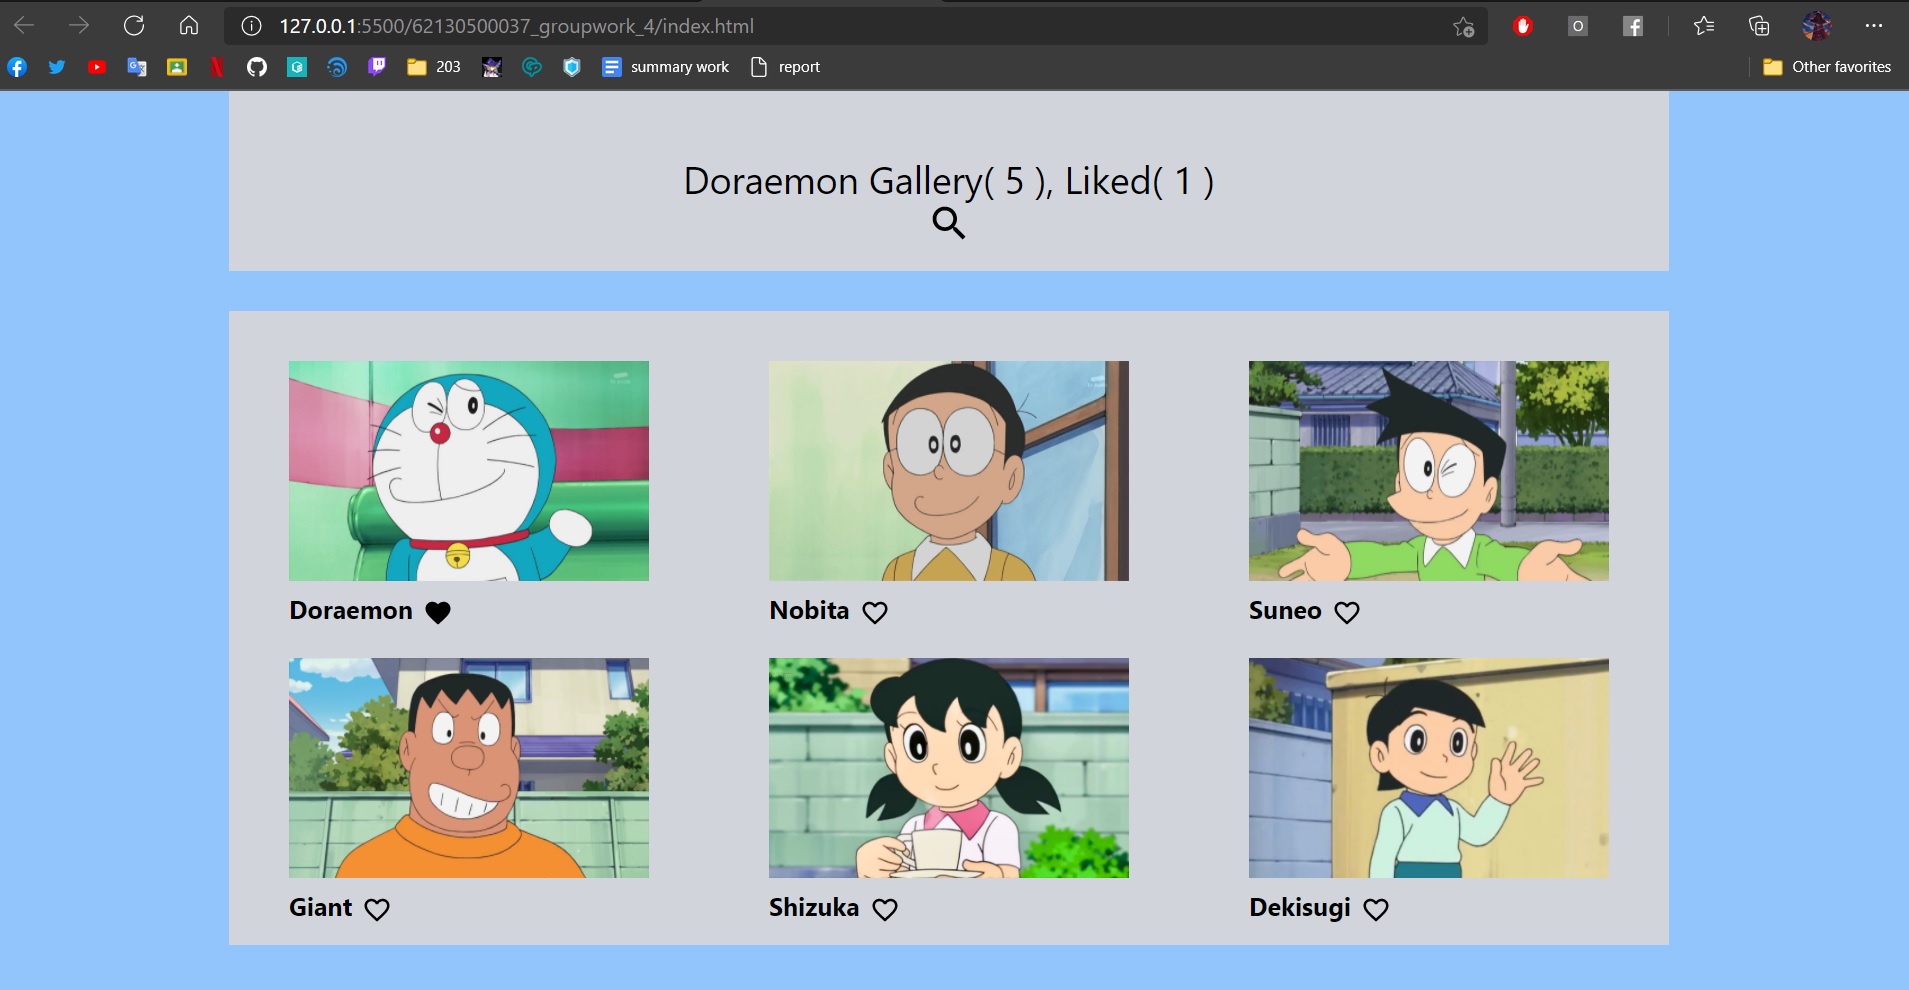 127.0.0.1:5500/62130500037_groupwork_4/index.html
203
summary work
report
Other favorites
Doraemon Gallery( 5 ), Liked( 1 )
Doraemon
Nobita
Suneo
Giant
Shizuka
Dekisugi